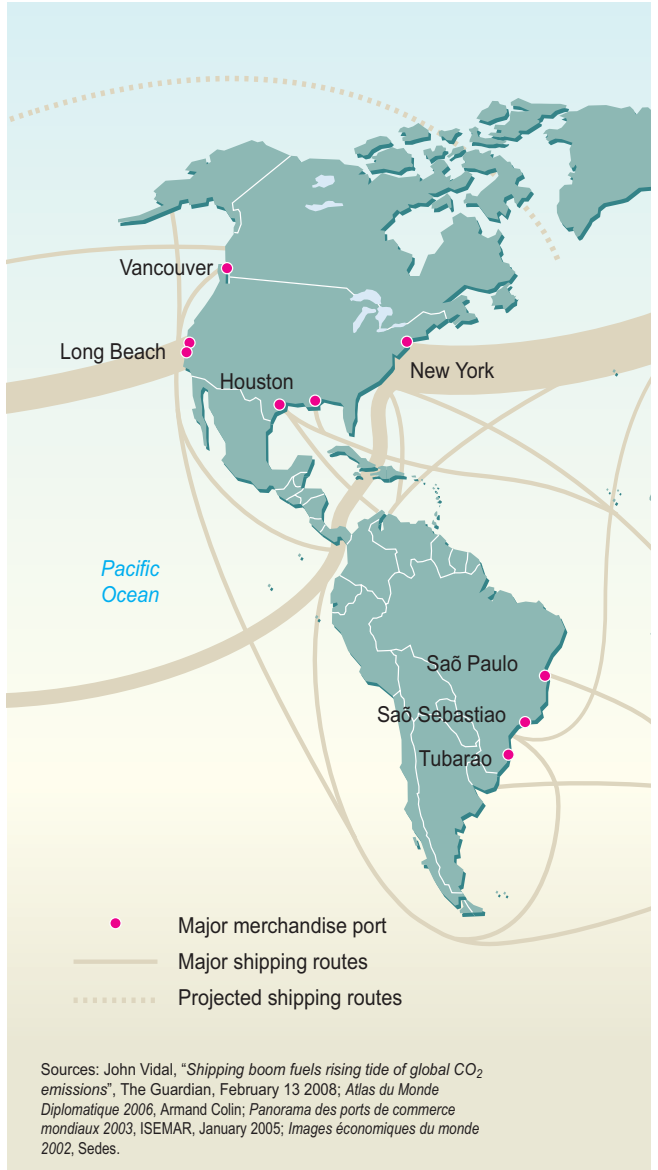 Vancouver
Long Beach
Houston
New York
Pacific
Ocean
Saõ Paulo
Saõ Sebastiao
Tubarao
Major merchandise port
Major shipping routes
Projected shipping routes
Sources: John Vidal, “Shipping boom fuels rising tide of global CO₂
emissions”, The Guardian, February 13 2008; Atlas du Monde
Diplomatique 2006, Armand Colin; Panorama des ports de commerce
mondiaux 2003, ISEMAR, January 2005; Images économiques du monde
2002, Sedes.